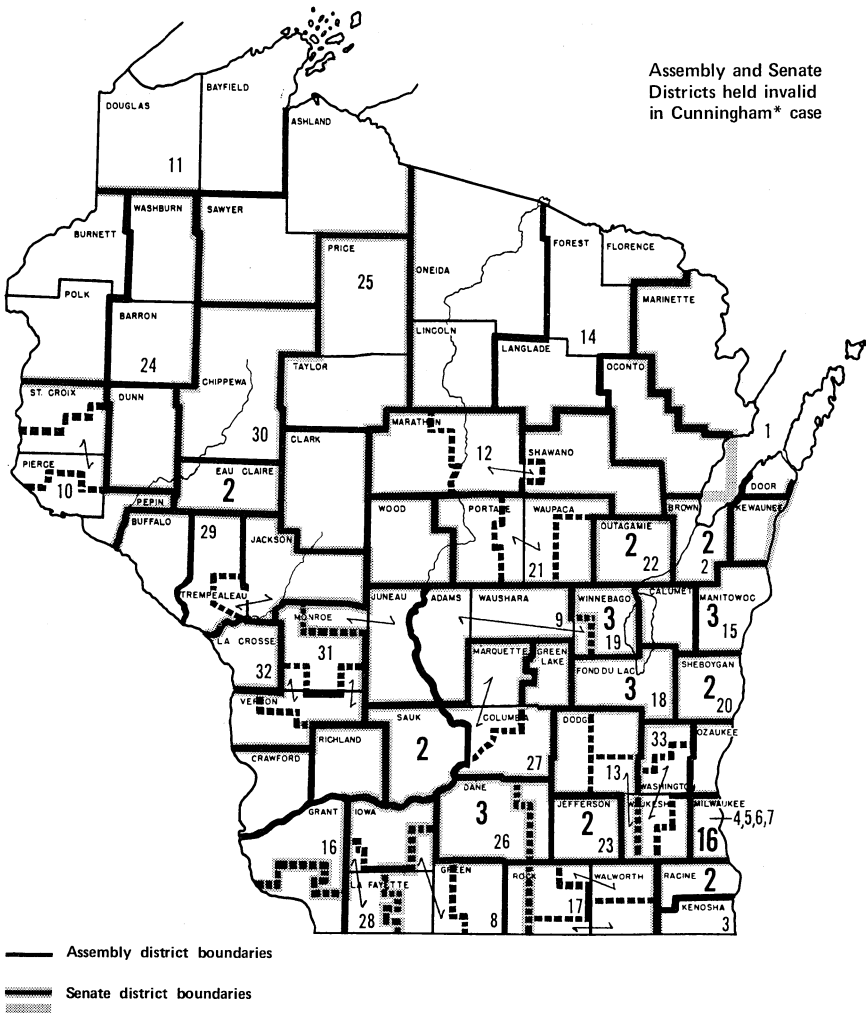 Assembly and Senate
Districts held invalid
in Cunningham* case
DOUGLAS
BAYFIELD
ASHLAND
11
WASHBURN
SAWYER
BURNETT
PRICE
25
ONEIDA
FOREST
FLORENCE
POLK
MARINETTE
BARRON
LINCOLN
14
LANGLADE
24
OCONTO
TAYLOR
CHIPPEWA
ST. CROIX
DUNN
30
MARATHON
1
CLARK
12
SHAWANO
PIERCE
EAU CLAIRE
10
2
DOOR
PEPIN
WOOD
PORTAGE
WAUPACA
BROWN
KEWAUNEE
BUFFALO
29
OUTAGAMIE
2
2
JACKSON
21
22
2
TREMPEALEAU
JUNEAU
ADAMS
WAUSHARA
WINNEBAGO
CALUMET
MANITOWOC
MONROE
9
3
3
15
LA CROSSE
31
19
MARQUETTE
GREEN
LAKE
SHEBOYGAN
32
FOND DU LAC
3
2
VERNON
18
20
SAUK
COLUMBIA
DODGE
RICHLAND
2
33
OZAUKEE
CRAWFORD
27
13
WASHINGTON
DANE
GRANT
IOWA
3
JEFFERSON
WAUKESHA
MILWAUKEE
2
16
4,5,6,7
16
26
23
GREEN
ROCK
WALWORTH
RACINE
2
LA FAYETTE
17
KENOSHA
28
8
3
Assembly district boundaries
Senate district boundaries